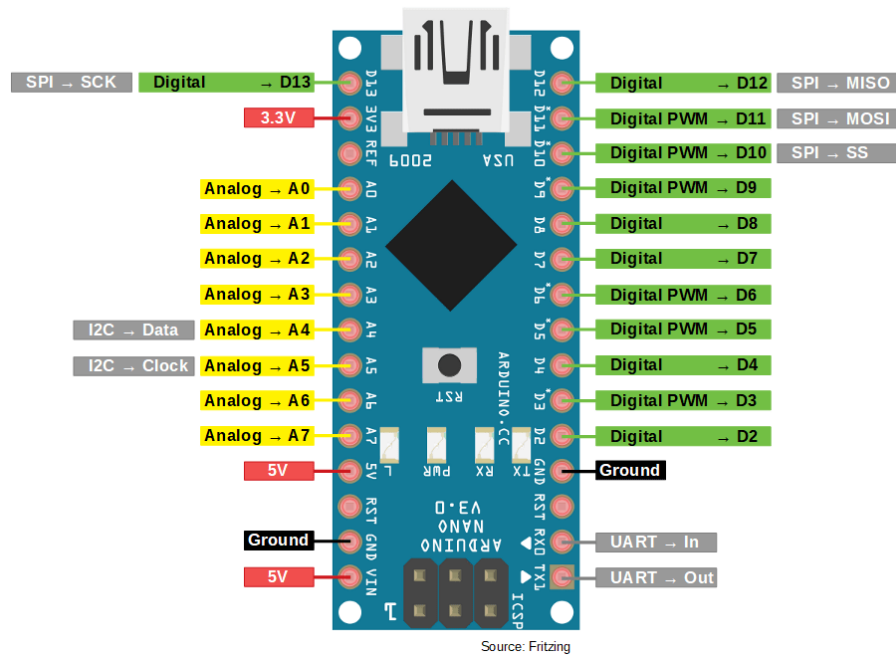 SPI → SCK
Digital → D13
3.3V
Analog → A0
Analog → A1
Analog → A2
Analog → A3
I2C → Data
Analog → A4
I2C → Clock
Analog → A5
Analog → A6
Analog → A7
5V
Ground
5V
D13
3V3
REF
A0
A1
A2
A3
A4
A5
A6
A7
5V
RST
GND
VIN
USA
2009
RST
ARDUINO.CC
L
PWR
RX
TX
ARDUINO
NANO
V3.0
1
ICSP
D12
D11
D10
D9
D8
D7
D6
D5
D4
D3
D2
GND
RST
RX0
TX1
Digital → D12
SPI → MISO
Digital PWM → D11
SPI → MOSI
Digital PWM → D10
SPI → SS
Digital PWM → D9
Digital → D8
Digital → D7
Digital PWM → D6
Digital PWM → D5
Digital → D4
Digital PWM → D3
Digital → D2
Ground
UART → In
UART → Out
Source: Fritzing